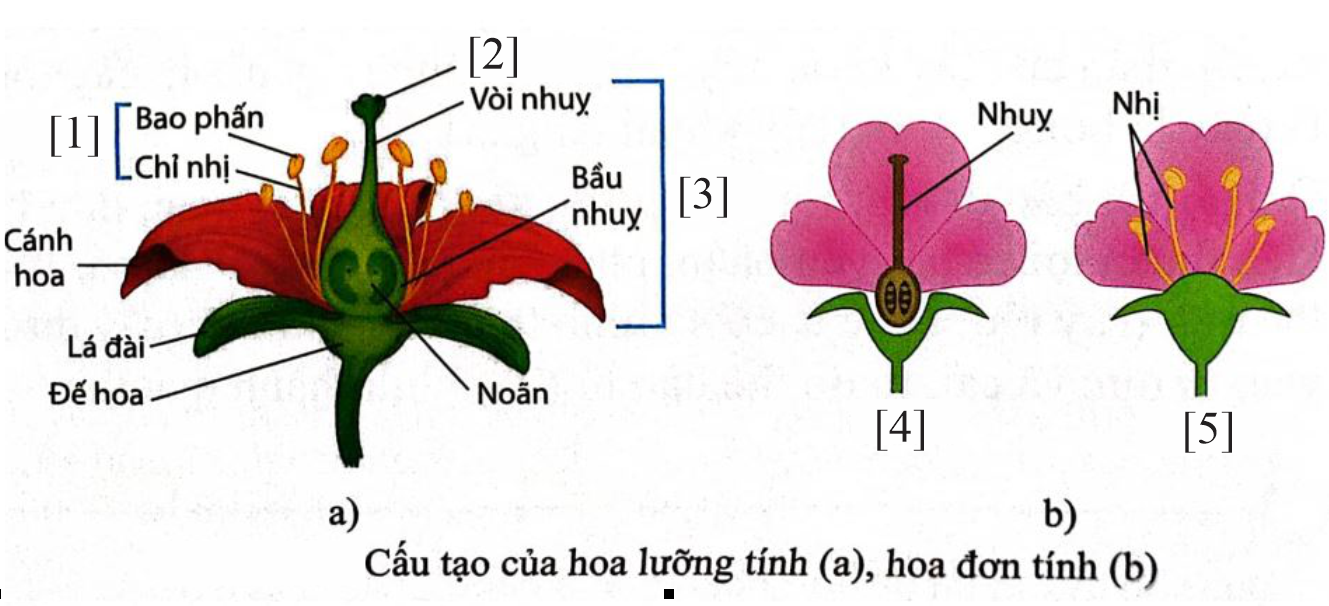 [2]
Vòi nhuỵ
[1]
Bao phấn
Chỉ nhị
Bầu
nhuỵ
[3]
Cánh
hoa
Lá đài
Đế hoa
Noãn
a)
Nhuỵ
Nhị
[4]
[5]
b)
Cấu tạo của hoa lưỡng tính (a), hoa đơn tính (b)